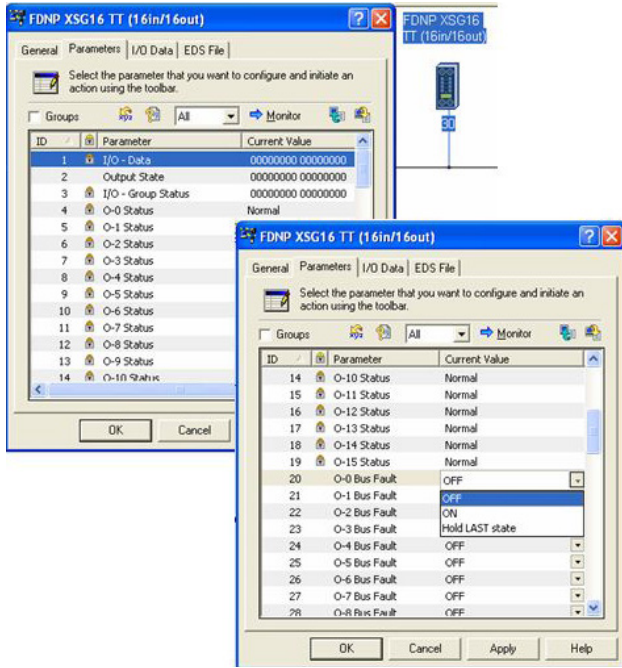 FDNP XSG16 TT (16in/16out)
General Parameters I/O Data EDS File
Select the parameter that you want to configure and initiate an
action using the toolbar.
Groups All Monitor
ID Parameter Current Value
1 I/O - Data 00000000 00000000
2 Output State 00000000 00000000
3 I/O - Group Status 00000000 00000000
4 O-0 Status Normal
5 O-1 Status
6 O-2 Status
7 O-3 Status
8 O-4 Status
9 O-5 Status
10 O-6 Status
11 O-7 Status
12 O-8 Status
13 O-9 Status
14 O-10 Status
OK Cancel
FDNP XSG16
TT (16in/16out)
30
FDNP XSG16 TT (16in/16out)
General Parameters I/O Data EDS File
Select the parameter that you want to configure and initiate an
action using the toolbar.
Groups All Monitor
ID Parameter Current Value
14 O-10 Status Normal
15 O-11 Status Normal
16 O-12 Status Normal
17 O-13 Status Normal
18 O-14 Status Normal
19 O-15 Status Normal
20 O-0 Bus Fault OFF
21 O-1 Bus Fault OFF
22 O-2 Bus Fault ON
23 O-3 Bus Fault Hold LAST state
24 O-4 Bus Fault OFF
25 O-5 Bus Fault OFF
26 O-6 Bus Fault OFF
27 O-7 Bus Fault OFF
28 O-8 Bus Fault OFF
OK Cancel Apply Help